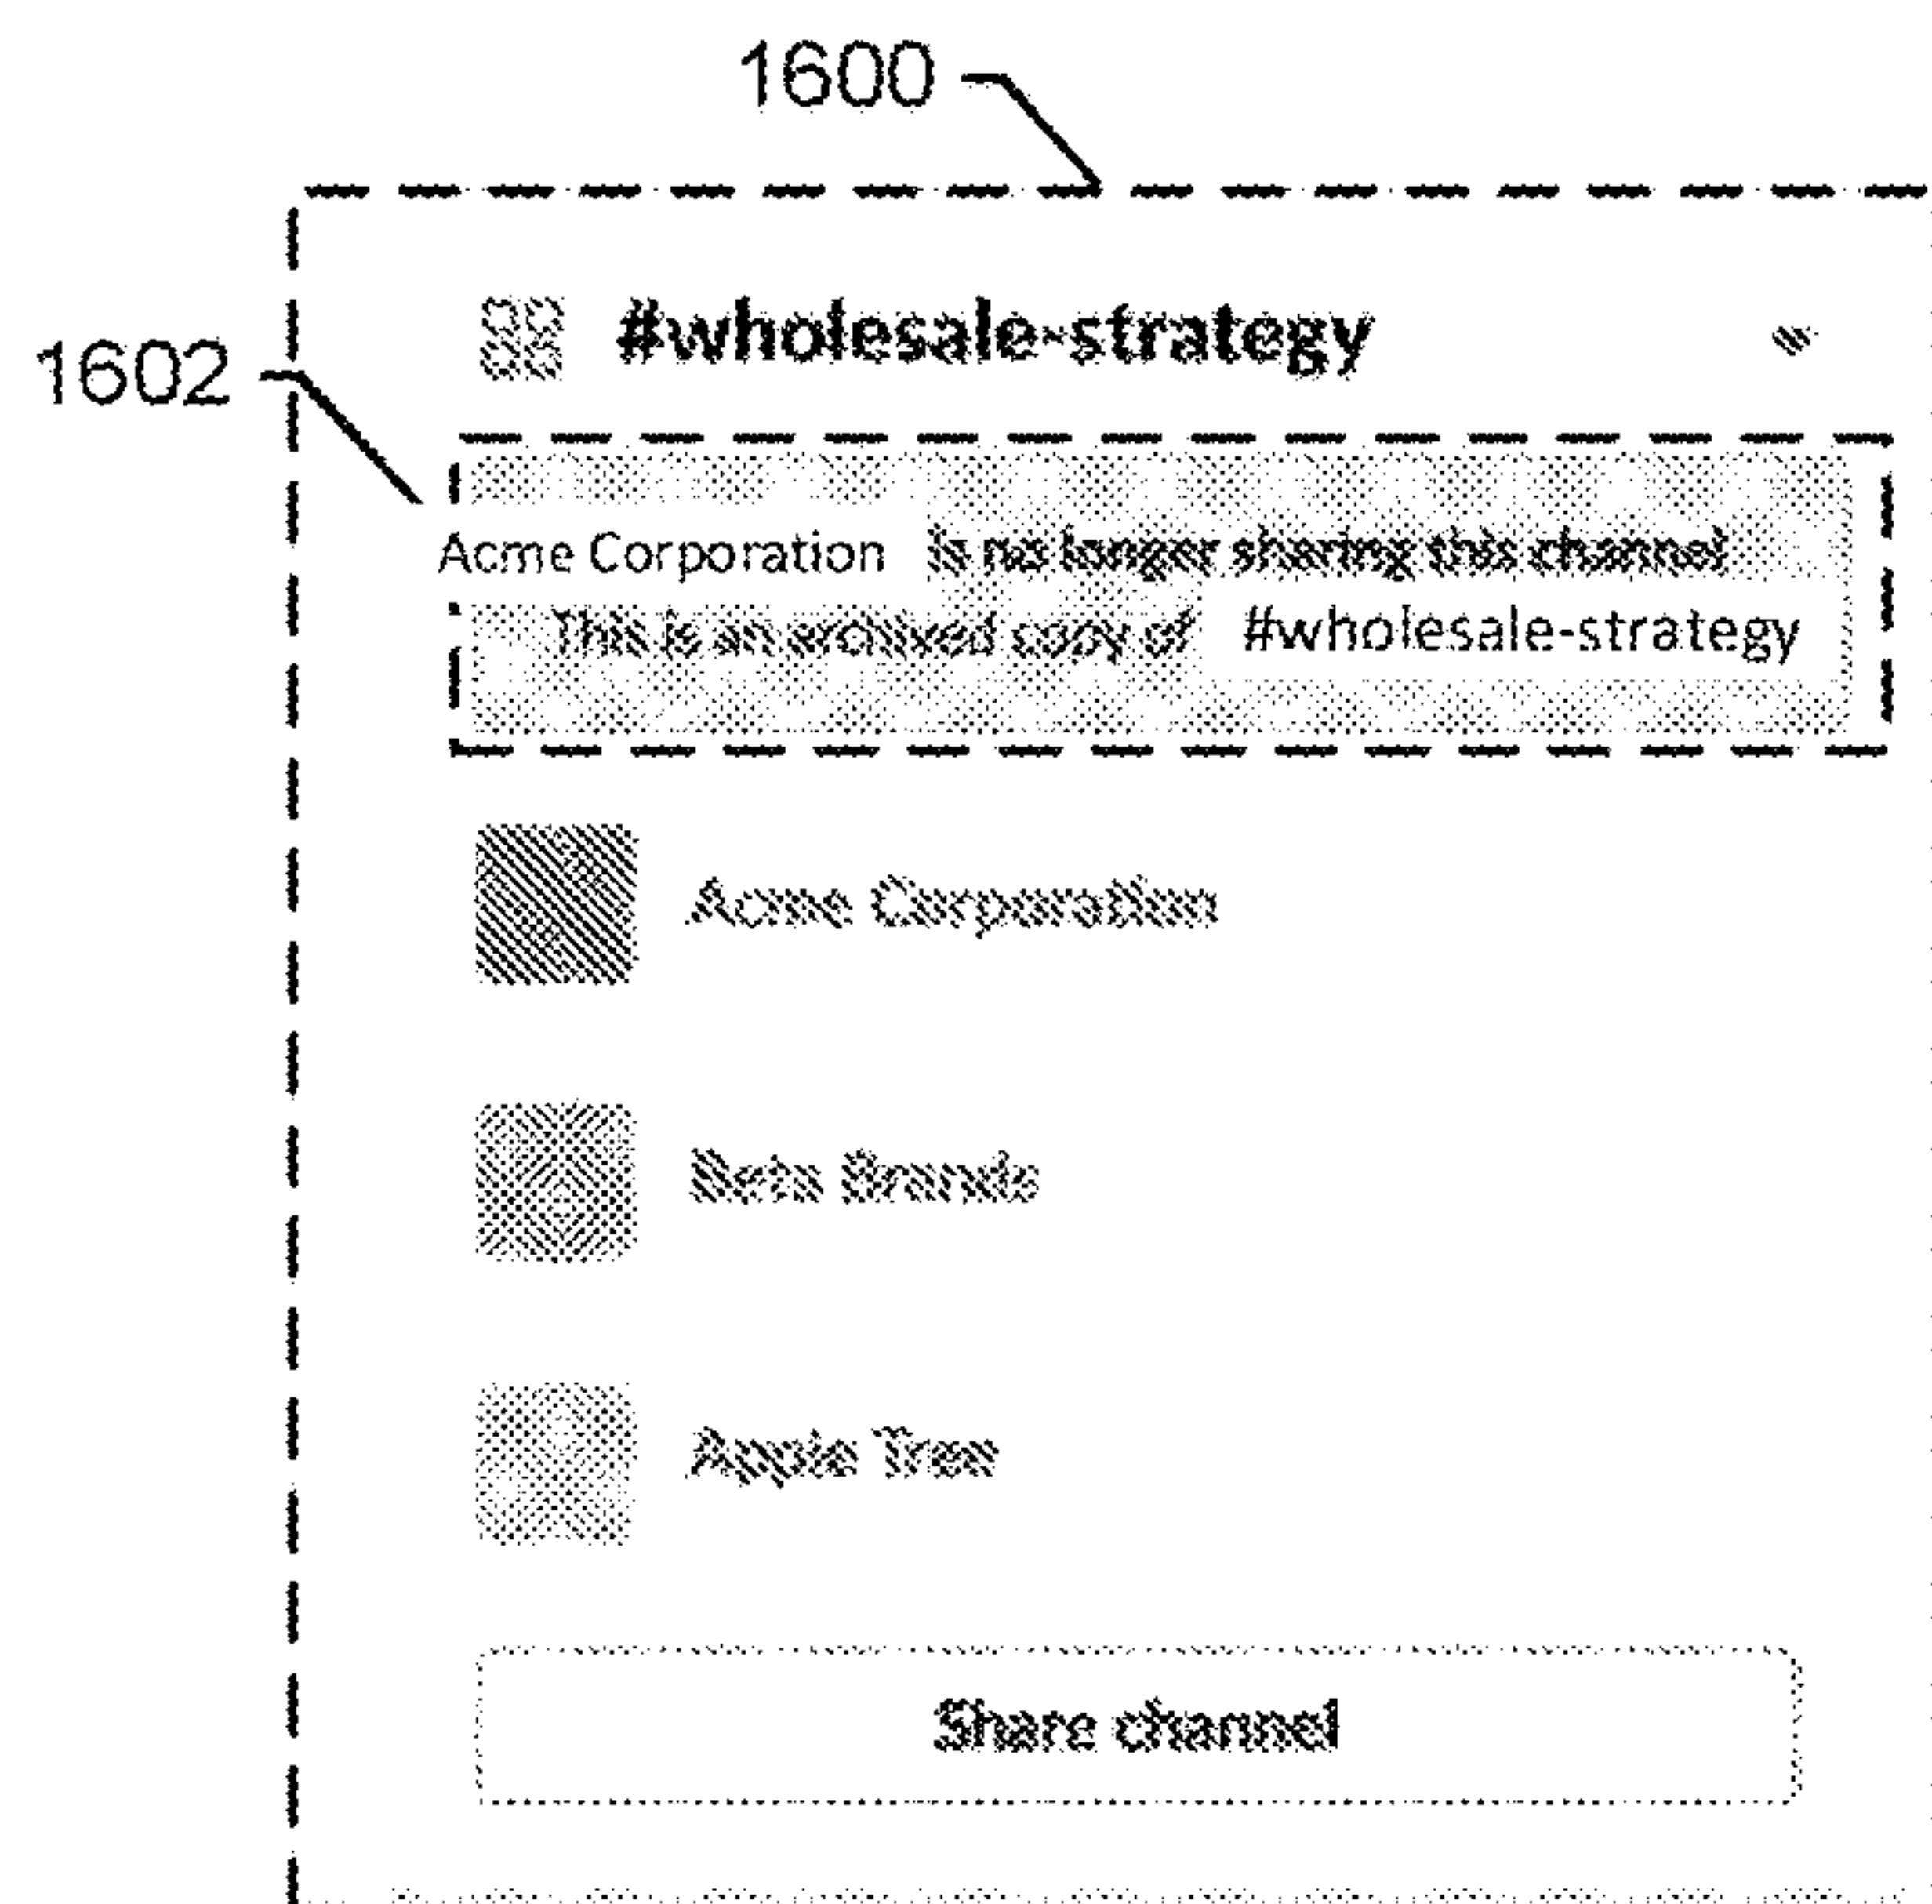 1600
#wholesale-strategy
1602
Acme Corporation is no longer sharing this channel
This is an archived copy of #wholesale-strategy
Acme Corporation
Beta Brands
Apple Tree
Share channel